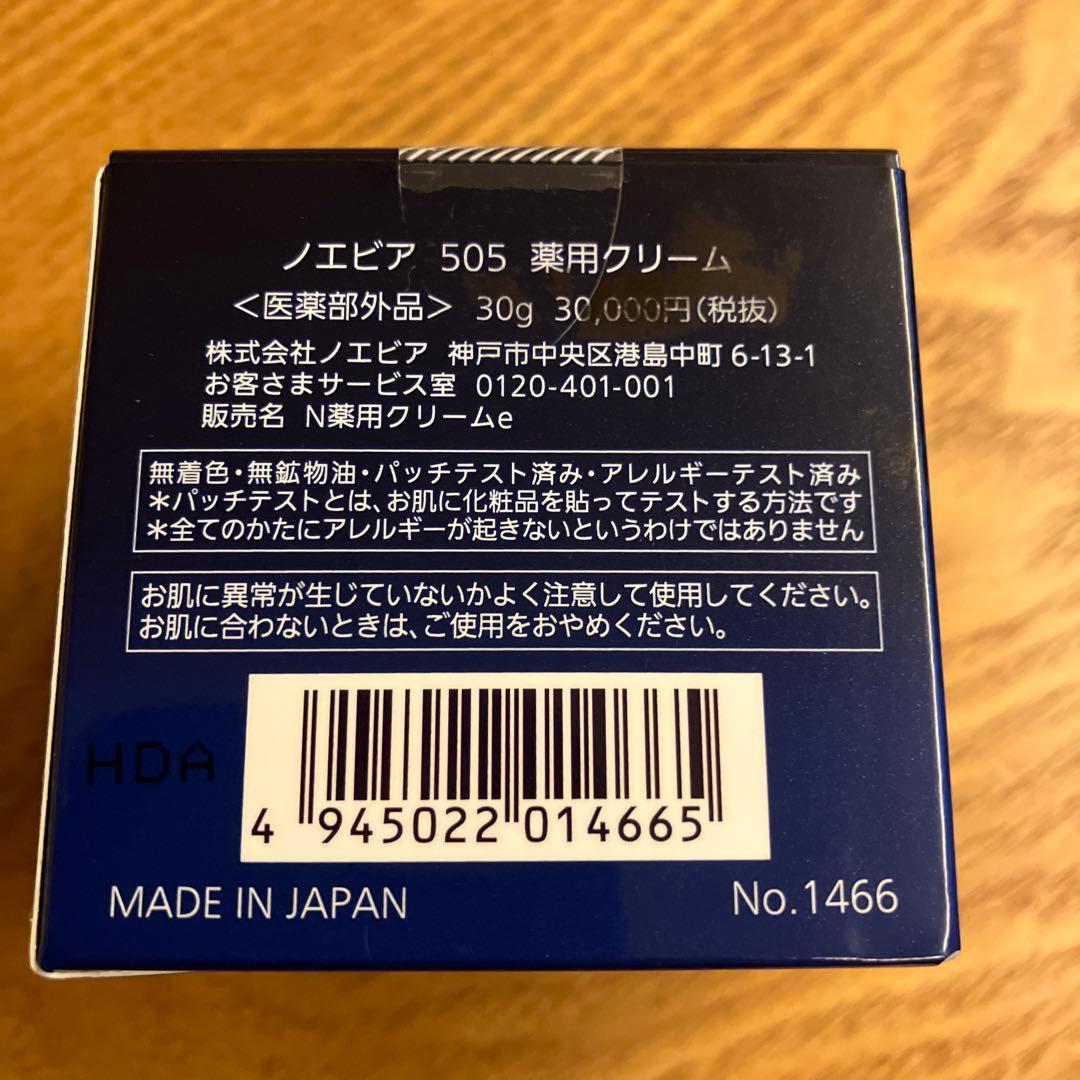 ノエビア 505 薬用クリーム
＜医薬部外品＞ 30g 30,000円(税抜)
株式会社ノエビア 神戸市中央区港島中町 6-13-1
お客さまサービス室 0120-401-001
販売名 N薬用クリームe
無着色・無鉱物油・パッチテスト済み・アレルギーテスト済み
＊パッチテストとは、お肌に化粧品を貼ってテストする方法です
＊全てのかたにアレルギーが起きないというわけではありません
お肌に異常が生じていないかよく注意して使用してください。
お肌に合わないときは、ご使用をおやめください。
HDA
4 945022 014665
MADE IN JAPAN
No.1466